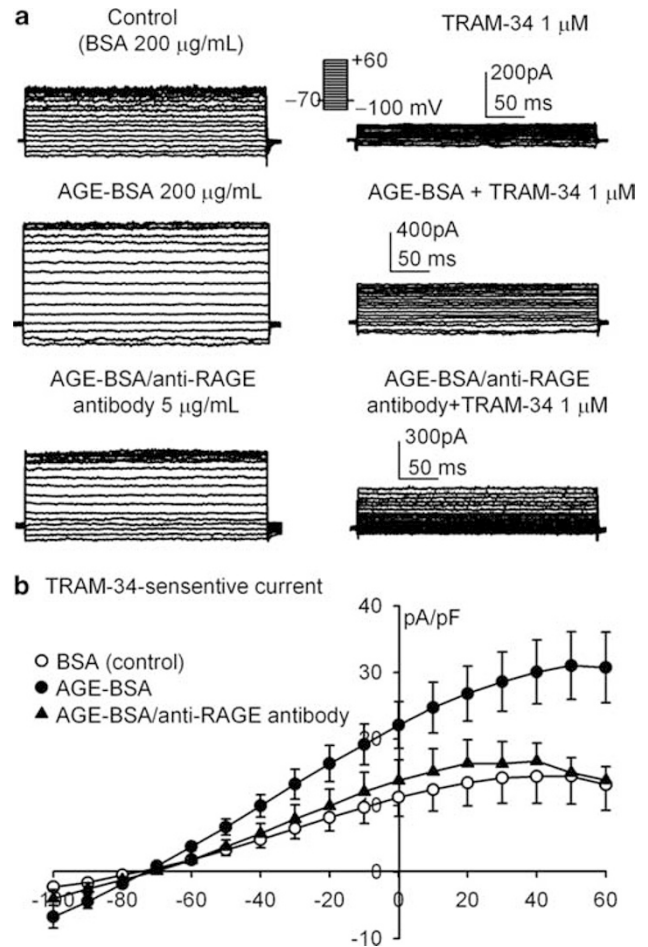 a
Control
(BSA 200 μg/mL)
TRAM-34 1 μM
+60
−70
−100 mV
200pA
50 ms
AGE-BSA 200 μg/mL
AGE-BSA + TRAM-34 1 μM
400pA
50 ms
AGE-BSA/anti-RAGE
antibody 5 μg/mL
AGE-BSA/anti-RAGE
antibody+TRAM-34 1 μM
300pA
50 ms
b TRAM-34-sensentive current
pA/pF
BSA (control)
AGE-BSA
AGE-BSA/anti-RAGE antibody
40
30
20
10
0
-10
-100 -80 -60 -40 -20 0 20 40 60